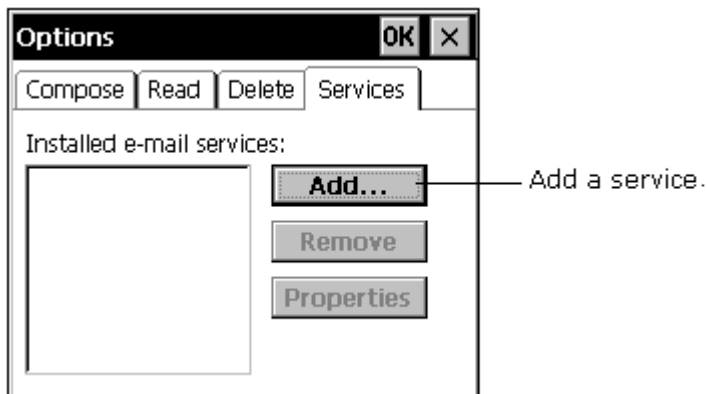 Options OK ×
Compose Read Delete Services
Installed e-mail services:
Add... Add a service.
Remove
Properties